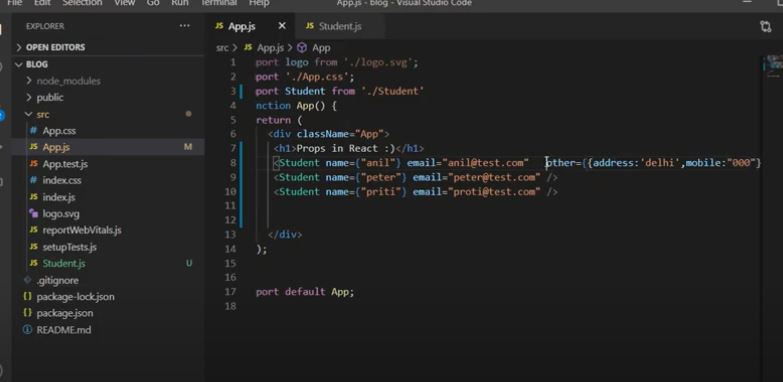 File Edit Selection View Go Run Terminal Help App.js - blog - Visual Studio Code
EXPLORER ...
OPEN EDITORS
BLOG
node_modules
public
src
# App.css
JS App.js M
JS App.test.js
# index.css
JS index.js
logo.svg
JS reportWebVitals.js
JS setupTests.js
JS Student.js U
.gitignore
{} package-lock.json
{} package.json
README.md
JS App.js × JS Student.js
src > JS App.js > App
1 port logo from './logo.svg';
2 port './App.css';
3 port Student from './Student'
4 nction App() {
5 return (
6 <div className="App">
7 <h1>Props in React :)</h1>
8 <Student name={"anil"} email="anil@test.com" other={{address:'delhi',mobile:"000"}
9 <Student name={"peter"} email="peter@test.com" />
10 <Student name={"priti"} email="proti@test.com" />
11
12
13 </div>
14 );
15
16
17 port default App;
18